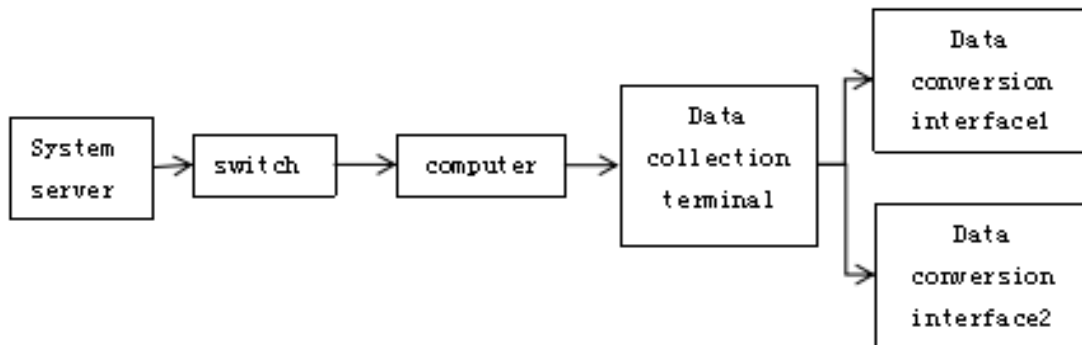 System
server
switch
computer
Data
collection
terminal
Data
conversion
interface1
Data
conversion
interface2